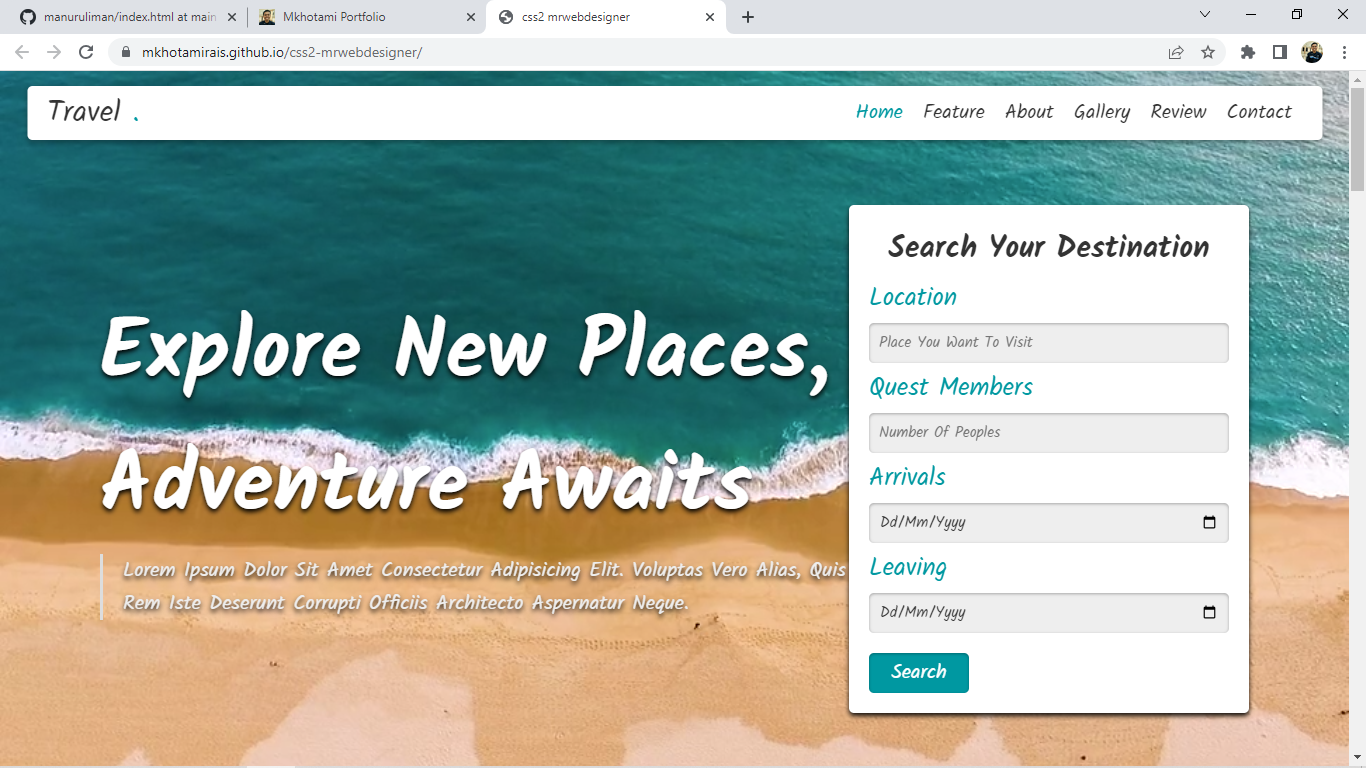 manuruliman/index.html at main
Mkhotami Portfolio
css2 mrwebdesigner
mkhotamirais.github.io/css2-mrwebdesigner/
Travel .
Home Feature About Gallery Review Contact
Explore New Places,
Adventure Awaits
Lorem Ipsum Dolor Sit Amet Consectetur Adipisicing Elit. Voluptas Vero Alias, Quis
Rem Iste Deserunt Corrupti Officiis Architecto Aspernatur Neque.
Search Your Destination
Location
Place You Want To Visit
Quest Members
Number Of Peoples
Arrivals
Dd/Mm/Yyyy
Leaving
Dd/Mm/Yyyy
Search